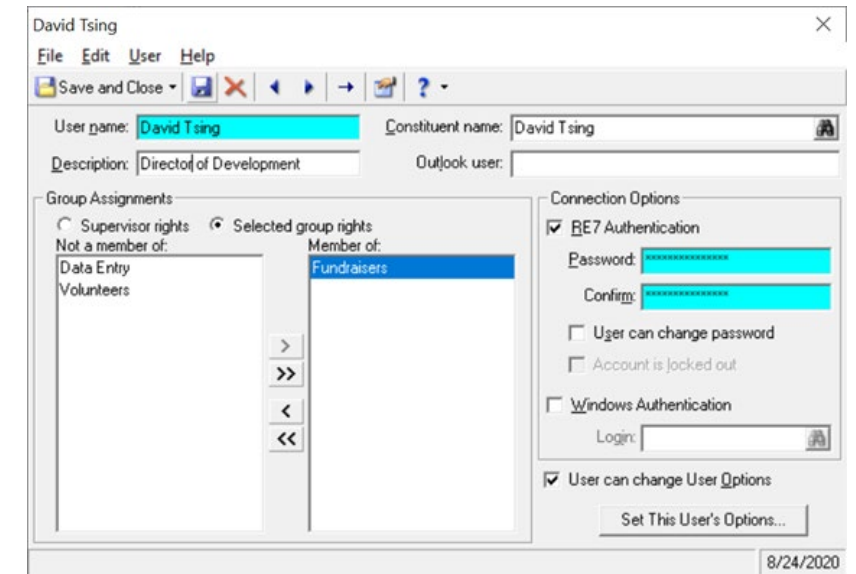 David Tsing
File Edit User Help
Save and Close ?
User name: David Tsing Constituent name: David Tsing
Description: Director of Development Outlook user:
Group Assignments Connection Options
Supervisor rights Selected group rights RE7 Authentication
Not a member of: Member of:
Data Entry Fundraisers Password: ***************
Volunteers
Confirm: ***************
User can change password
> Account is locked out
>>
< Windows Authentication
<< Login:
User can change User Options
Set This User's Options...
8/24/2020